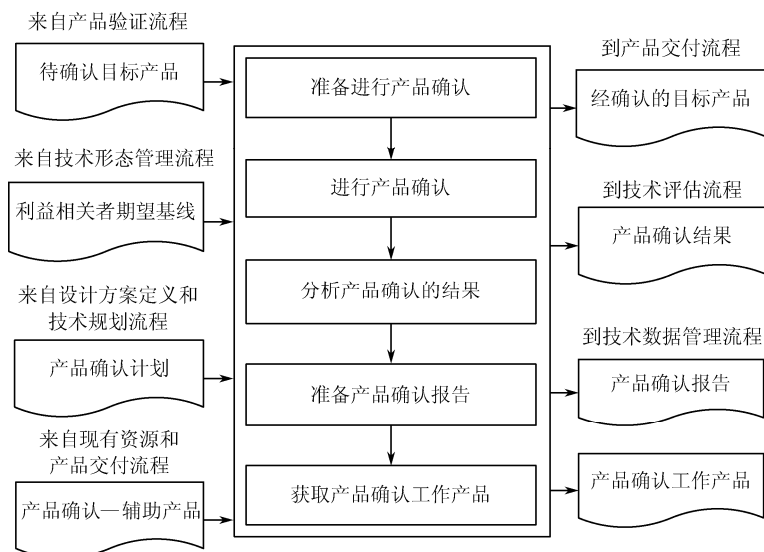 来自产品验证流程
待确认目标产品
来自技术形态管理流程
利益相关者期望基线
来自设计方案定义和
技术规划流程
产品确认计划
来自现有资源和
产品交付流程
产品确认—辅助产品
准备进行产品确认
进行产品确认
分析产品确认的结果
准备产品确认报告
获取产品确认工作产品
到产品交付流程
经确认的目标产品
到技术评估流程
产品确认结果
到技术数据管理流程
产品确认报告
产品确认工作产品